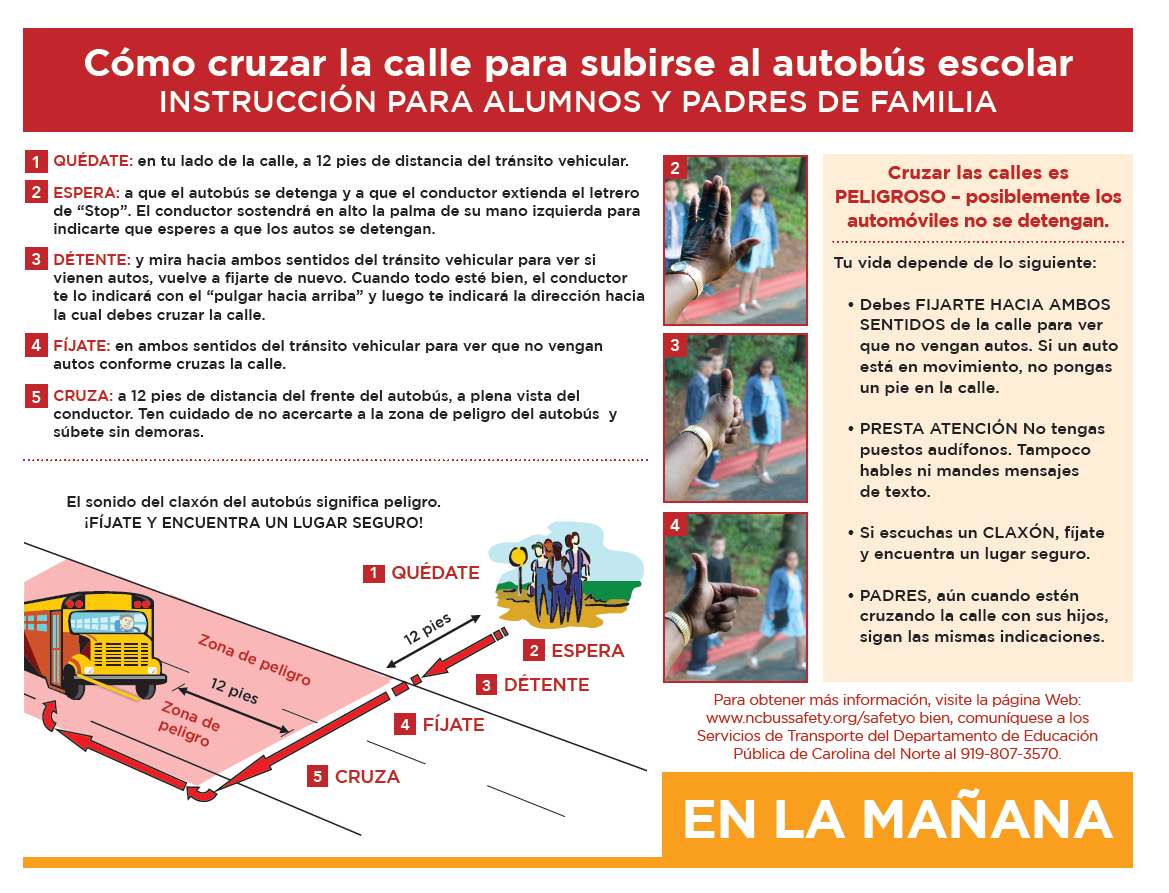 Cómo cruzar la calle para subirse al autobús escolar
INSTRUCCIÓN PARA ALUMNOS Y PADRES DE FAMILIA
1 QUÉDATE: en tu lado de la calle, a 12 pies de distancia del tránsito vehicular.
2 ESPERA: a que el autobús se detenga y a que el conductor extienda el letrero
de “Stop”. El conductor sostendrá en alto la palma de su mano izquierda para
indicarte que esperes a que los autos se detengan.
3 DÉTENTE: y mira hacia ambos sentidos del tránsito vehicular para ver si
vienen autos, vuelve a fijarte de nuevo. Cuando todo esté bien, el conductor
te lo indicará con el “pulgar hacia arriba” y luego te indicará la dirección hacia
la cual debes cruzar la calle.
4 FÍJATE: en ambos sentidos del tránsito vehicular para ver que no vengan
autos conforme cruzas la calle.
5 CRUZA: a 12 pies de distancia del frente del autobús, a plena vista del
conductor. Ten cuidado de no acercarte a la zona de peligro del autobús y
súbete sin demoras.
El sonido del claxón del autobús significa peligro.
¡FÍJATE Y ENCUENTRA UN LUGAR SEGURO!
1 QUÉDATE
12 pies
2 ESPERA
3 DÉTENTE
4 FÍJATE
5 CRUZA
Zona de peligro
12 pies
Zona de
peligro
2
3
4
Cruzar las calles es
PELIGROSO – posiblemente los
automóviles no se detengan.
Tu vida depende de lo siguiente:
• Debes FIJARTE HACIA AMBOS
SENTIDOS de la calle para ver
que no vengan autos. Si un auto
está en movimiento, no pongas
un pie en la calle.
• PRESTA ATENCIÓN No tengas
puestos audífonos. Tampoco
hables ni mandes mensajes
de texto.
• Si escuchas un CLAXÓN, fíjate
y encuentra un lugar seguro.
• PADRES, aún cuando estén
cruzando la calle con sus hijos,
sigan las mismas indicaciones.
Para obtener más información, visite la página Web:
www.ncbussafety.org/safetyo bien, comuníquese a los
Servicios de Transporte del Departamento de Educación
Pública de Carolina del Norte al 919-807-3570.
EN LA MAÑANA